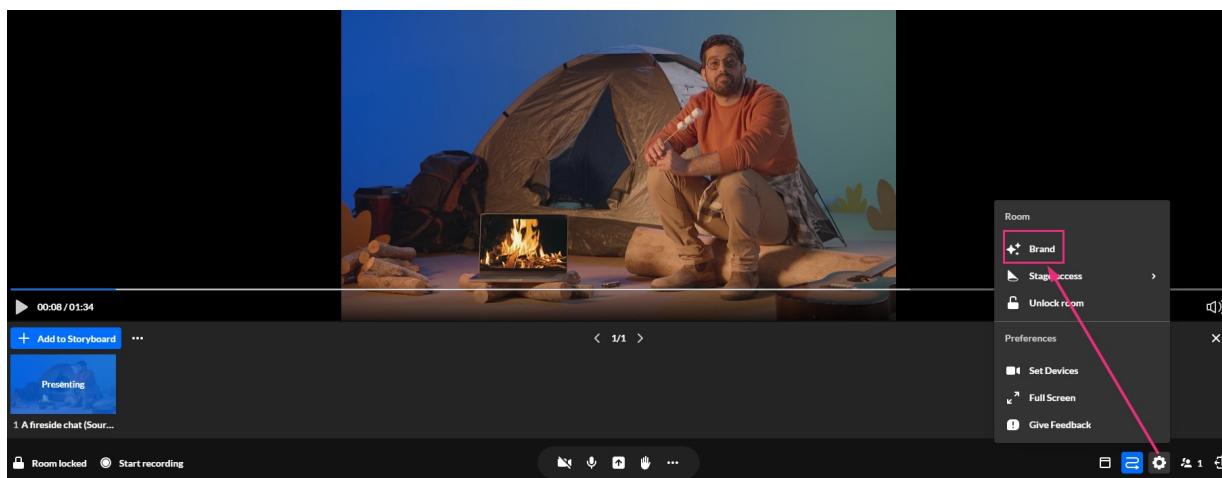 Room
Brand
Stage access
Unlock room
00:08 / 01:34
Add to Storyboard
1/1
Preferences
Presenting
Set Devices
Full Screen
1 A fireside chat (Sour...
Give Feedback
Room locked
Start recording
1